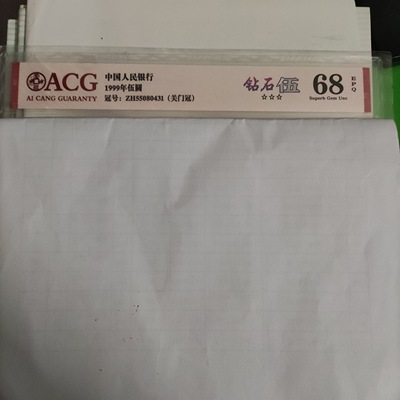 ACG
AI CANG GUARANTY
中国人民银行
1999年伍圆
冠号：ZH55080431（关门冠）
钻石伍
☆☆☆
68
EPQ
Superb Gem Unc